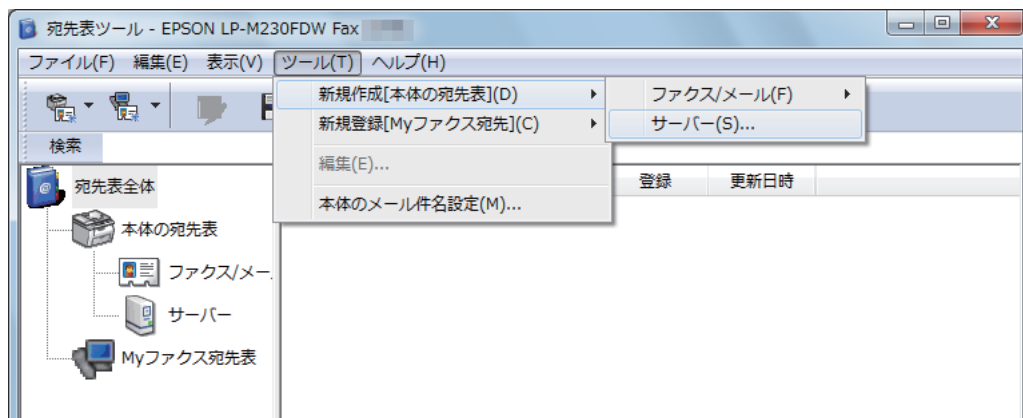 宛先表ツール - EPSON LP-M230FDW Fax
ファイル(F) 編集(E) 表示(V) ツール(T) ヘルプ(H)
新規作成[本体の宛先表](D)
ファクス/メール(F)
新規登録[Myファクス宛先](C)
サーバー(S)...
検索
編集(E)...
登録 更新日時
宛先表全体
本体のメール件名設定(M)...
本体の宛先表
ファクス/メー
サーバー
Myファクス宛先表